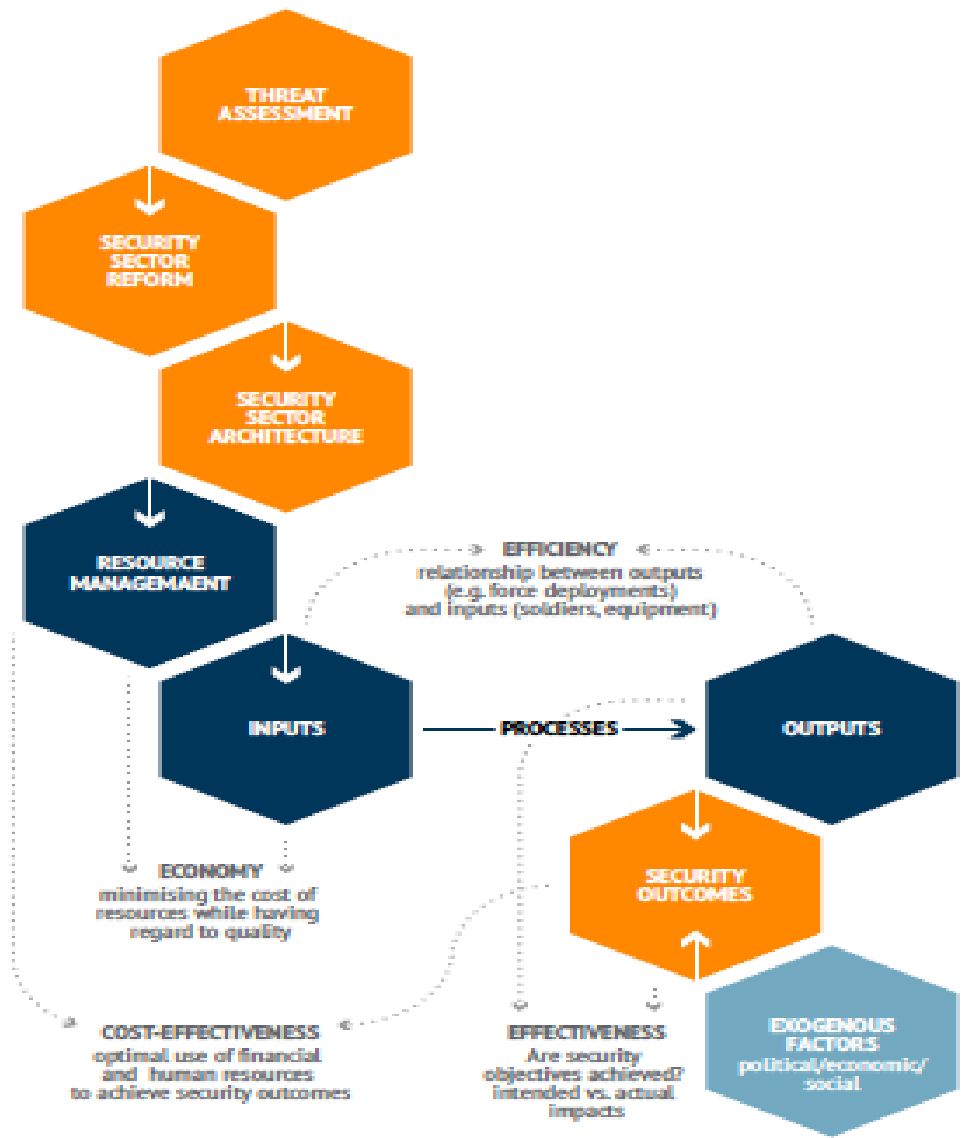 THREAT
ASSESSMENT
SECURITY
SECTOR
REFORM
SECURITY
SECTOR
ARCHITECTURE
RESOURCE
MANAGEMAENT
EFFICIENCY
relationship between outputs
(e.g. force deployments)
and inputs (soldiers, equipment)
INPUTS
PROCESSES
OUTPUTS
ECONOMY
minimising the cost of
resources while having
regard to quality
SECURITY
OUTCOMES
COST-EFFECTIVENESS
optimal use of financial
and human resources
to achieve security outcomes
EFFECTIVENESS
Are security
objectives achieved?
intended vs. actual
impacts
EXOGENOUS
FACTORS
political/economic/
social